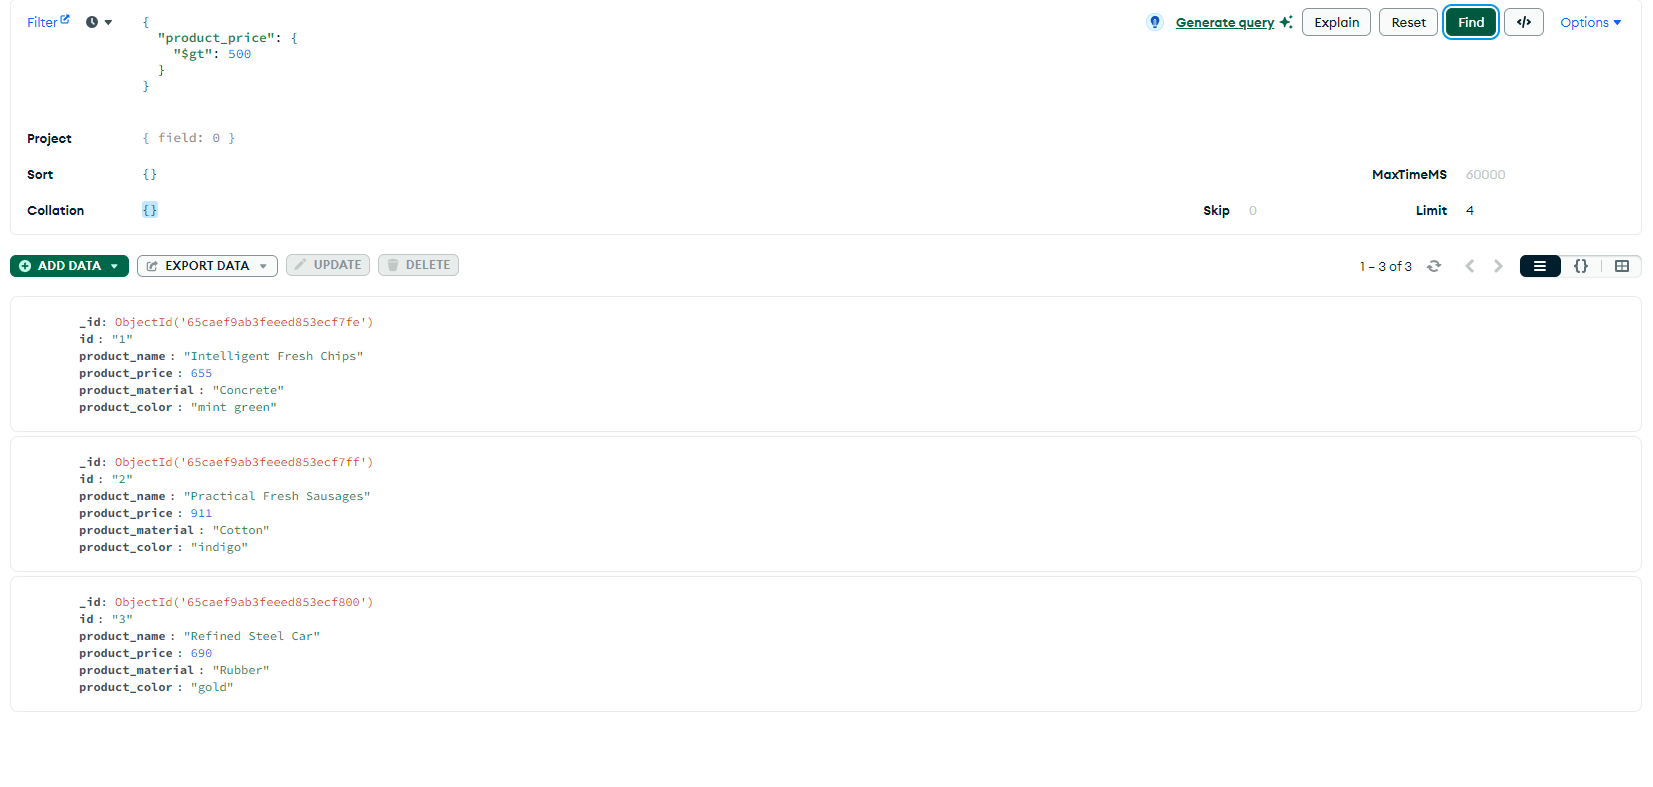 Filter
{
"product_price": {
"$gt": 500
}
}
Generate query
Explain
Reset
Find
</>
Options
Project
{ field: 0 }
Sort
{}
MaxTimeMS
60000
Collation
{}
Skip
0
Limit
4
ADD DATA
EXPORT DATA
UPDATE
DELETE
1 – 3 of 3
{}
_id: ObjectId('65caef9ab3feeed853ecf7fe')
id : "1"
product_name : "Intelligent Fresh Chips"
product_price : 655
product_material : "Concrete"
product_color : "mint green"
_id: ObjectId('65caef9ab3feeed853ecf7ff')
id : "2"
product_name : "Practical Fresh Sausages"
product_price : 911
product_material : "Cotton"
product_color : "indigo"
_id: ObjectId('65caef9ab3feeed853ecf800')
id : "3"
product_name : "Refined Steel Car"
product_price : 690
product_material : "Rubber"
product_color : "gold"